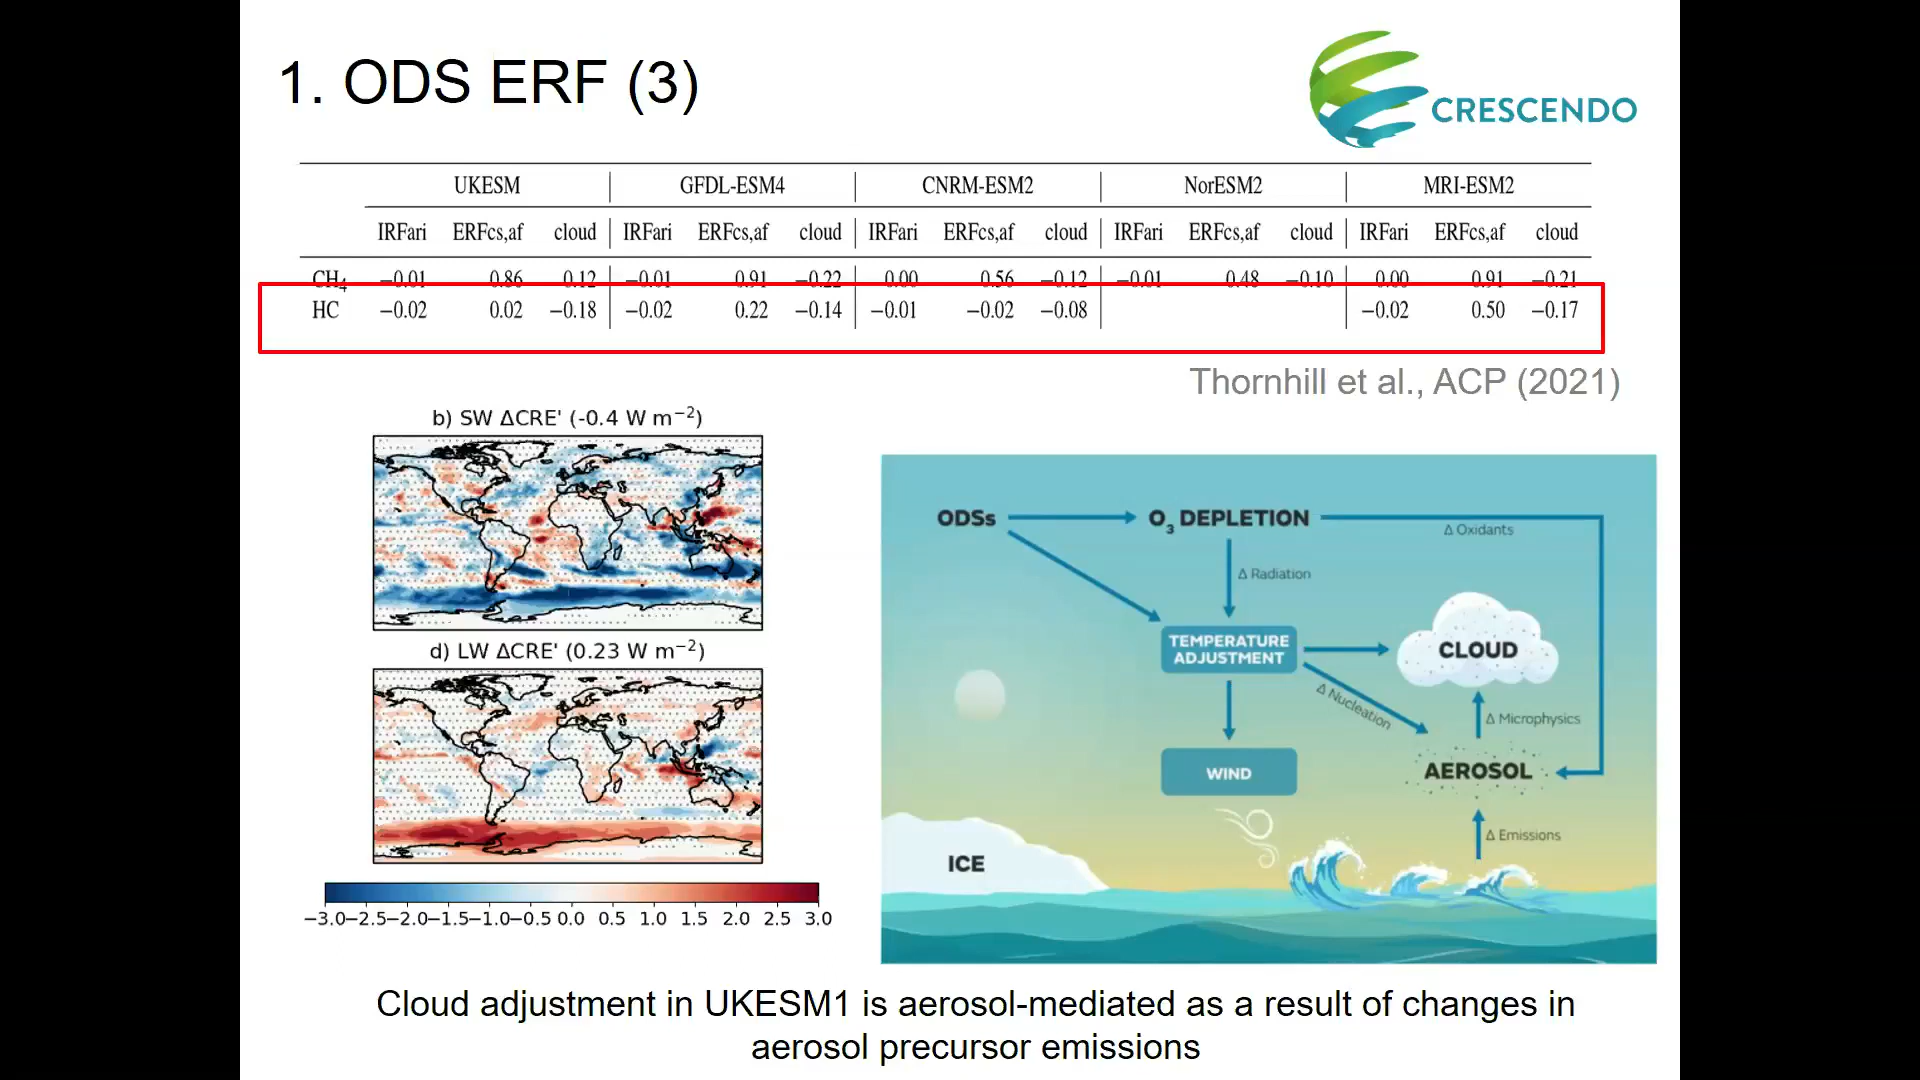 1. ODS ERF (3)
CRESCENDO
UKESM GFDL-ESM4 CNRM-ESM2 NorESM2 MRI-ESM2
IRFari ERFcs,af cloud IRFari ERFcs,af cloud IRFari ERFcs,af cloud IRFari ERFcs,af cloud IRFari ERFcs,af cloud
CH₄ −0.01 0.86 0.12 −0.01 0.91 −0.22 0.00 0.56 −0.12 −0.01 0.48 −0.10 0.00 0.91 −0.21
HC −0.02 0.02 −0.18 −0.02 0.22 −0.14 −0.01 −0.02 −0.08 −0.02 0.50 −0.17
Thornhill et al., ACP (2021)
b) SW ΔCRE' (-0.4 W m⁻²)
d) LW ΔCRE' (0.23 W m⁻²)
−3.0−2.5−2.0−1.5−1.0−0.5 0.0 0.5 1.0 1.5 2.0 2.5 3.0
ODSs O₃ DEPLETION
Δ Oxidants
Δ Radiation
TEMPERATURE
ADJUSTMENT
CLOUD
Δ Nucleation
Δ Microphysics
WIND
AEROSOL
Δ Emissions
ICE
Cloud adjustment in UKESM1 is aerosol-mediated as a result of changes in
aerosol precursor emissions